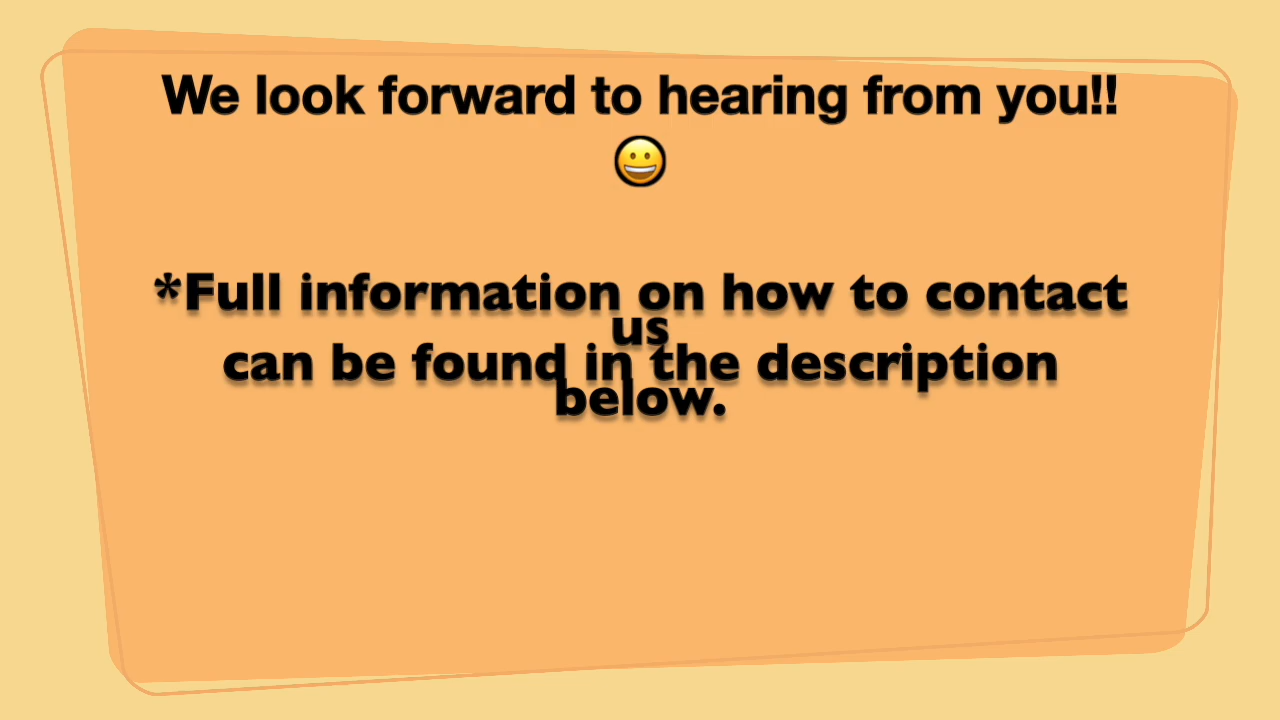 We look forward to hearing from you!!
😀
*Full information on how to contact
us
can be found in the description
below.